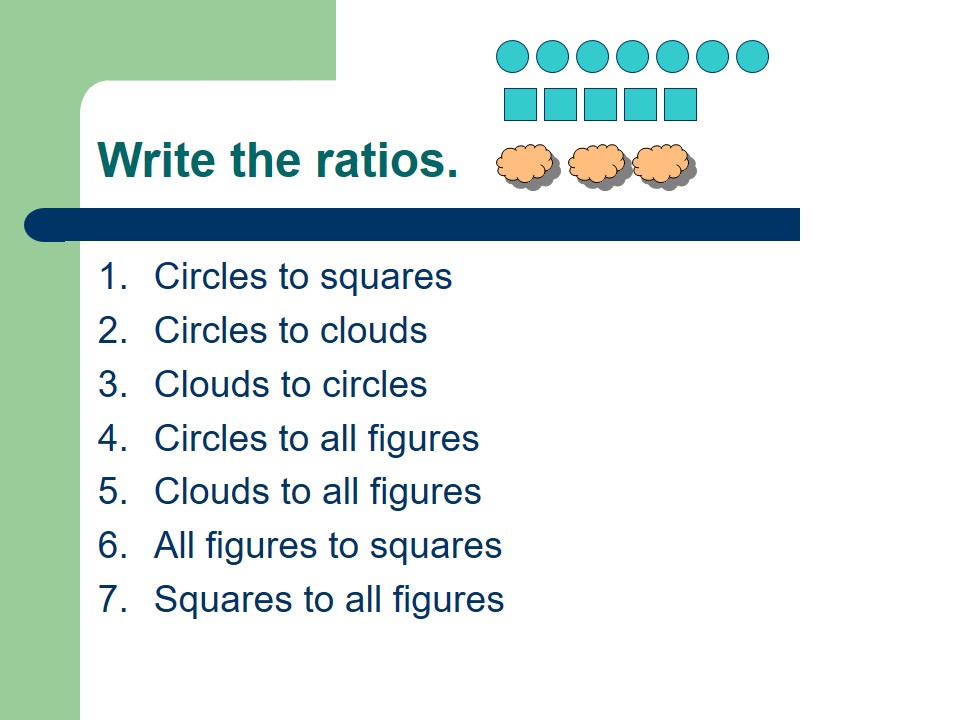 Write the ratios.
1. Circles to squares
2. Circles to clouds
3. Clouds to circles
4. Circles to all figures
5. Clouds to all figures
6. All figures to squares
7. Squares to all figures